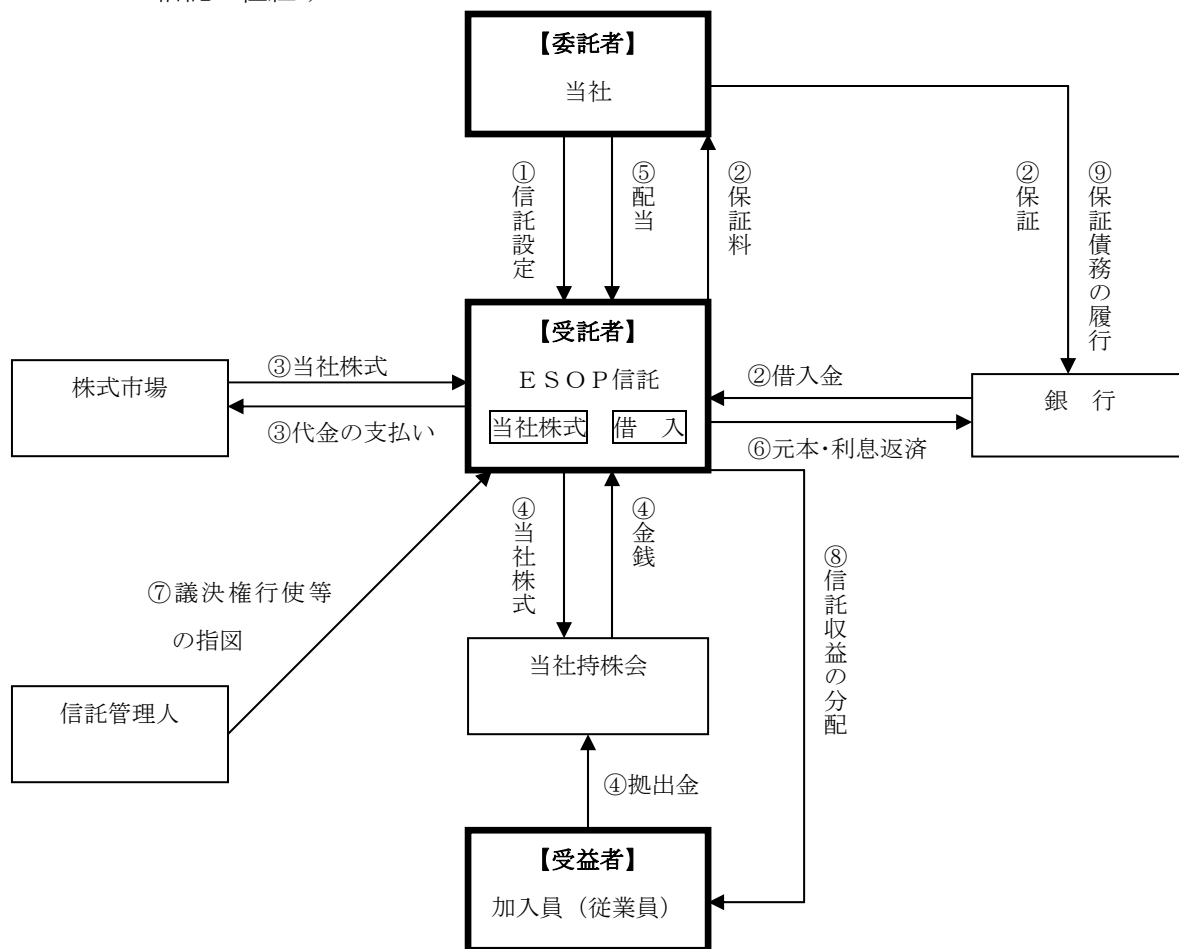 【委託者】
当社
①信託設定
⑤配当
②保証料
②保証
⑨保証債務の履行
【受託者】
ESOP信託
当社株式
借 入
株式市場
③当社株式
③代金の支払い
②借入金
⑥元本・利息返済
銀 行
④当社株式
④金銭
⑧信託収益の分配
⑦議決権行使等
の指図
当社持株会
信託管理人
④拠出金
【受益者】
加入員（従業員）